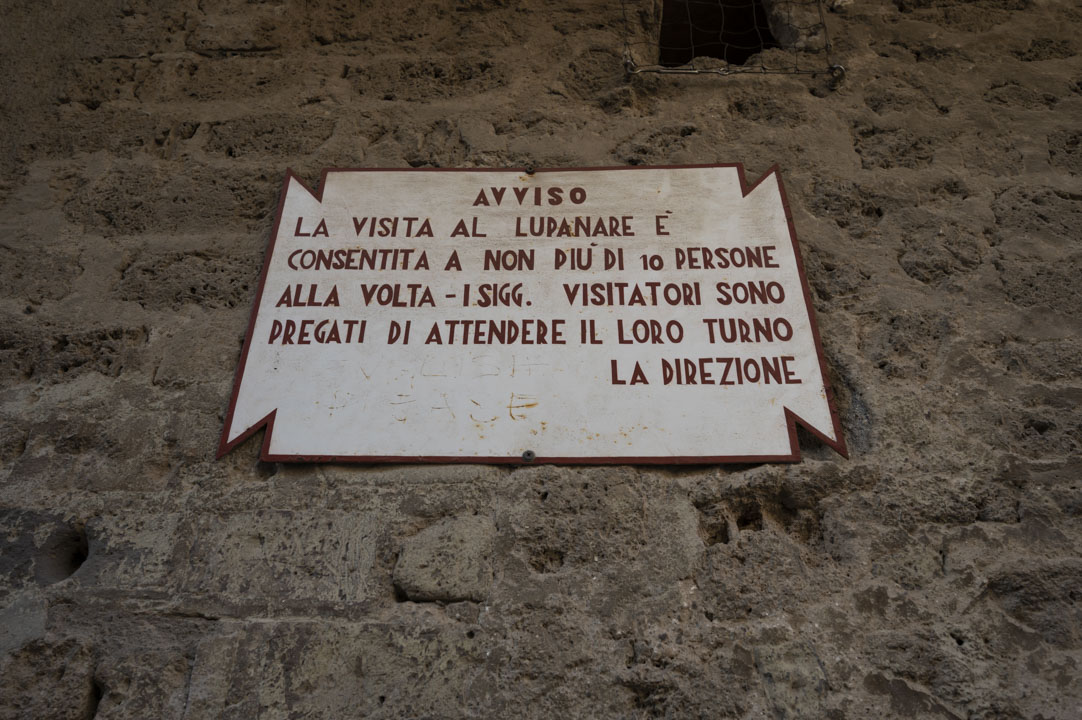 AVVISO
LA VISITA AL LUPANARE È
CONSENTITA A NON PIÙ DI 10 PERSONE
ALLA VOLTA - I SIGG. VISITATORI SONO
PREGATI DI ATTENDERE IL LORO TURNO
LA DIREZIONE